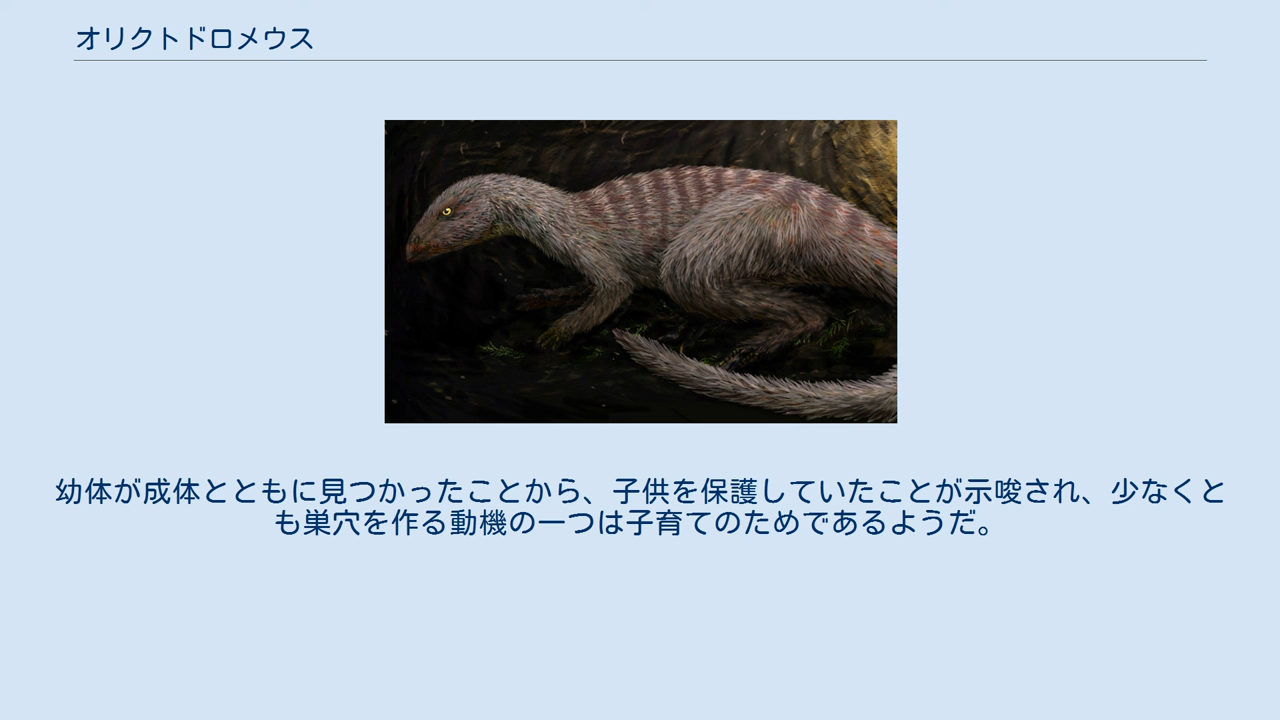 オリクトドロメウス
幼体が成体とともに見つかったことから、子供を保護していたことが示唆され、少なくと
も巣穴を作る動機の一つは子育てのためであるようだ。